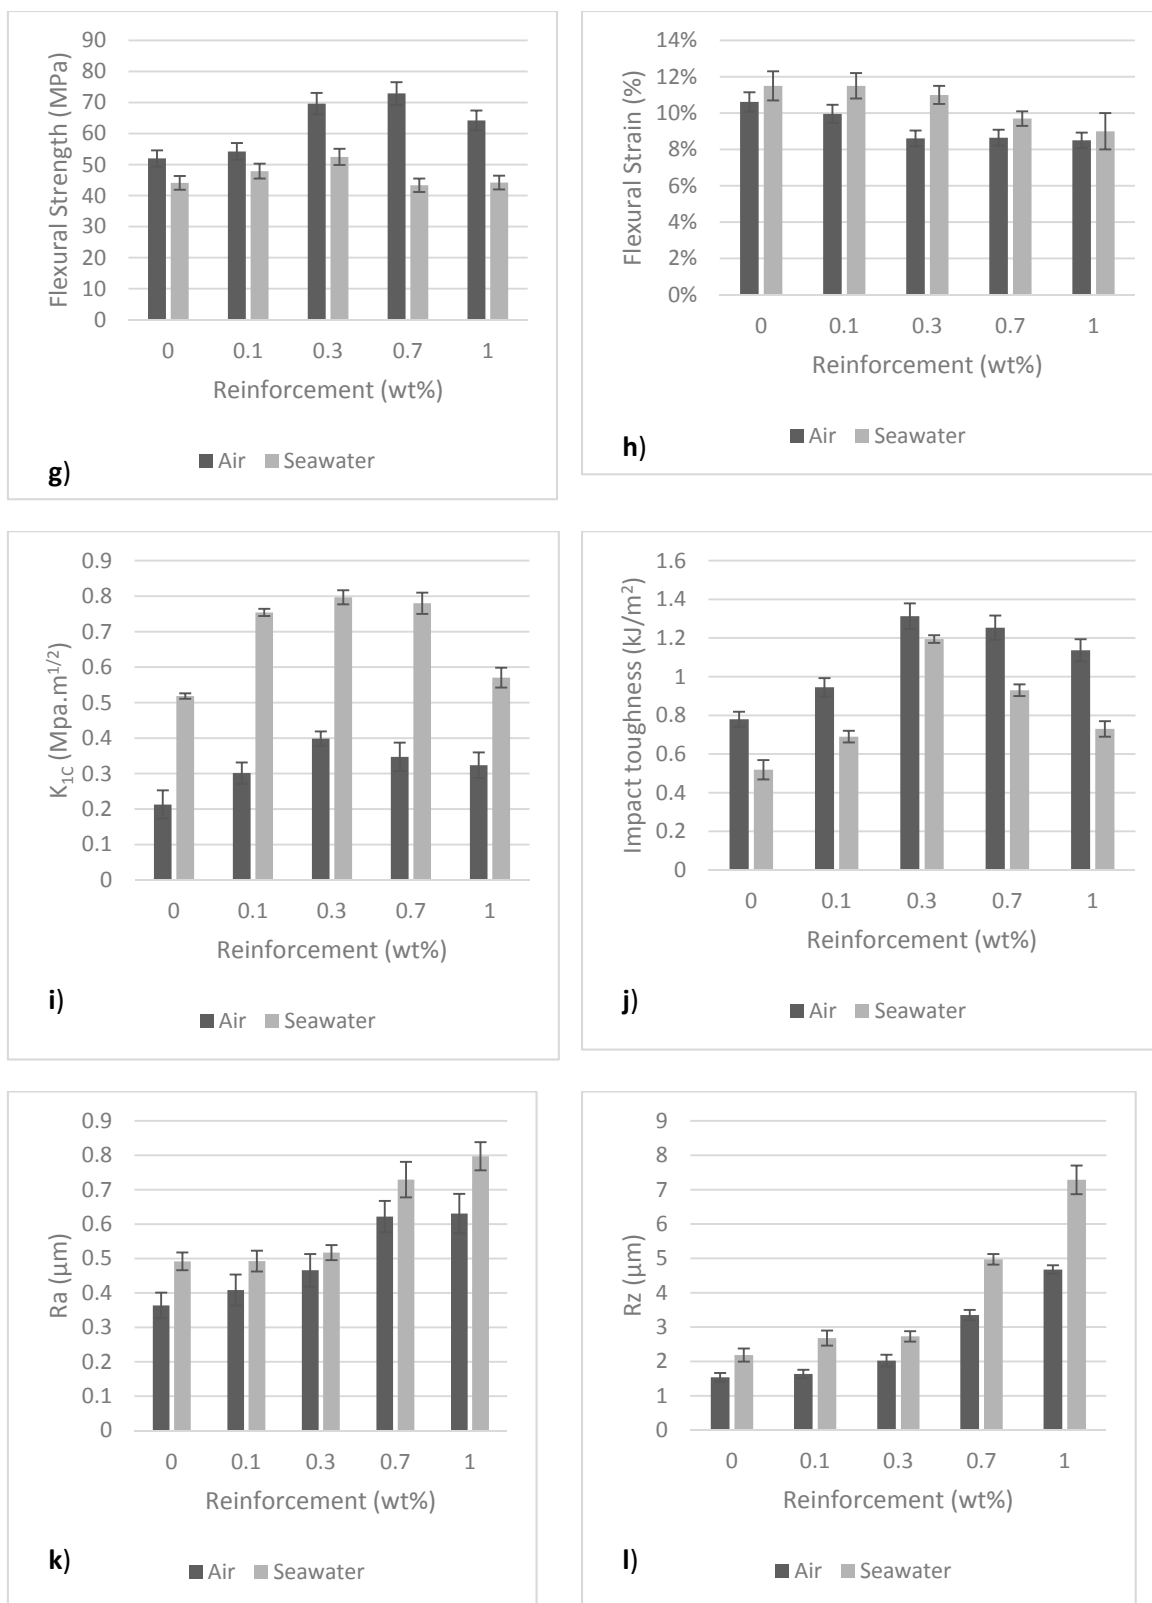 90
80
70
60
50
40
30
20
10
0
Flexural Strength (MPa)
0 0.1 0.3 0.7 1
Reinforcement (wt%)
Air Seawater
g)
14%
12%
10%
8%
6%
4%
2%
0%
Flexural Strain (%)
0 0.1 0.3 0.7 1
Reinforcement (wt%)
Air Seawater
h)
0.9
0.8
0.7
0.6
0.5
0.4
0.3
0.2
0.1
0
K1C (Mpa.m1/2)
0 0.1 0.3 0.7 1
Reinforcement (wt%)
Air Seawater
i)
1.6
1.4
1.2
1
0.8
0.6
0.4
0.2
0
Impact toughness (kJ/m2)
0 0.1 0.3 0.7 1
Reinforcement (wt%)
Air Seawater
j)
0.9
0.8
0.7
0.6
0.5
0.4
0.3
0.2
0.1
0
Ra (µm)
0 0.1 0.3 0.7 1
Reinforcement (wt%)
Air Seawater
k)
9
8
7
6
5
4
3
2
1
0
Rz (µm)
0 0.1 0.3 0.7 1
Reinforcement (wt%)
Air Seawater
l)